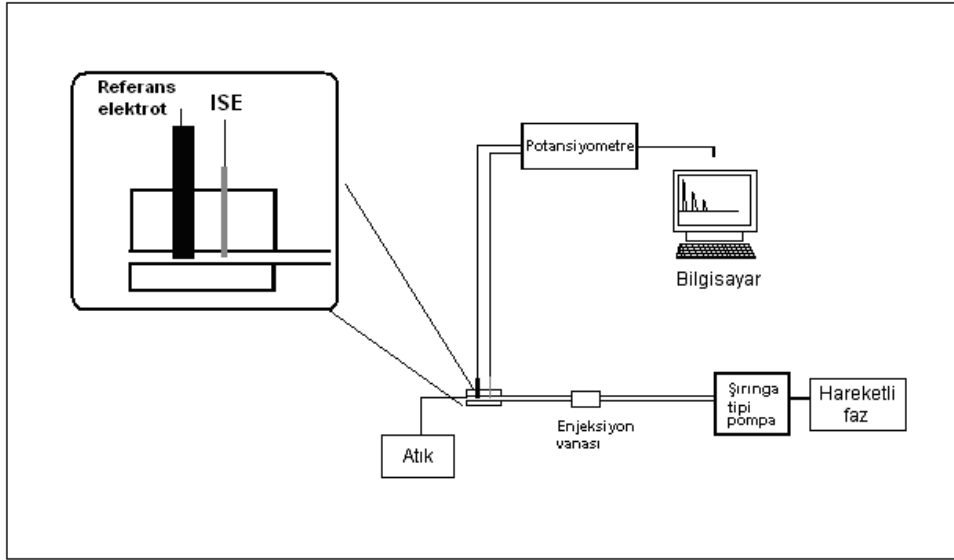 Referans
elektrot
ISE
Potansiyometre
Bilgisayar
Enjeksiyon
vanası
Şırınga
tipi
pompa
Hareketli
faz
Atık